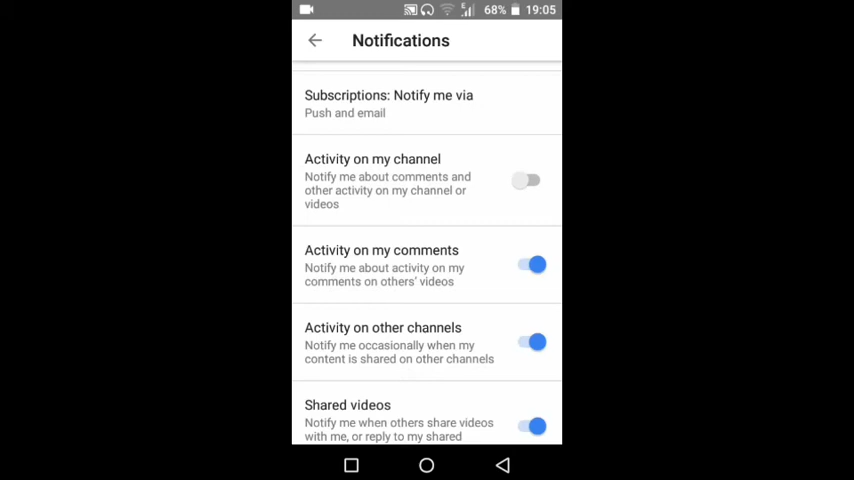 68% 19:05
Notifications
Subscriptions: Notify me via
Push and email
Activity on my channel
Notify me about comments and
other activity on my channel or
videos
Activity on my comments
Notify me about activity on my
comments on others' videos
Activity on other channels
Notify me occasionally when my
content is shared on other channels
Shared videos
Notify me when others share videos
with me, or reply to my shared